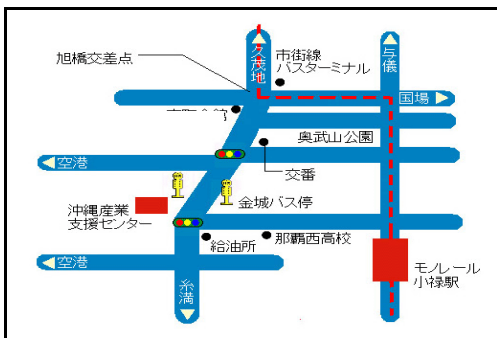 旭橋交差点
久茂地
市街線
バスターミナル
与儀
国場
奥武山公園
空港
交番
沖縄産業
支援センター
金城バス停
給油所
那覇西高校
空港
糸満
モノレール
小禄駅